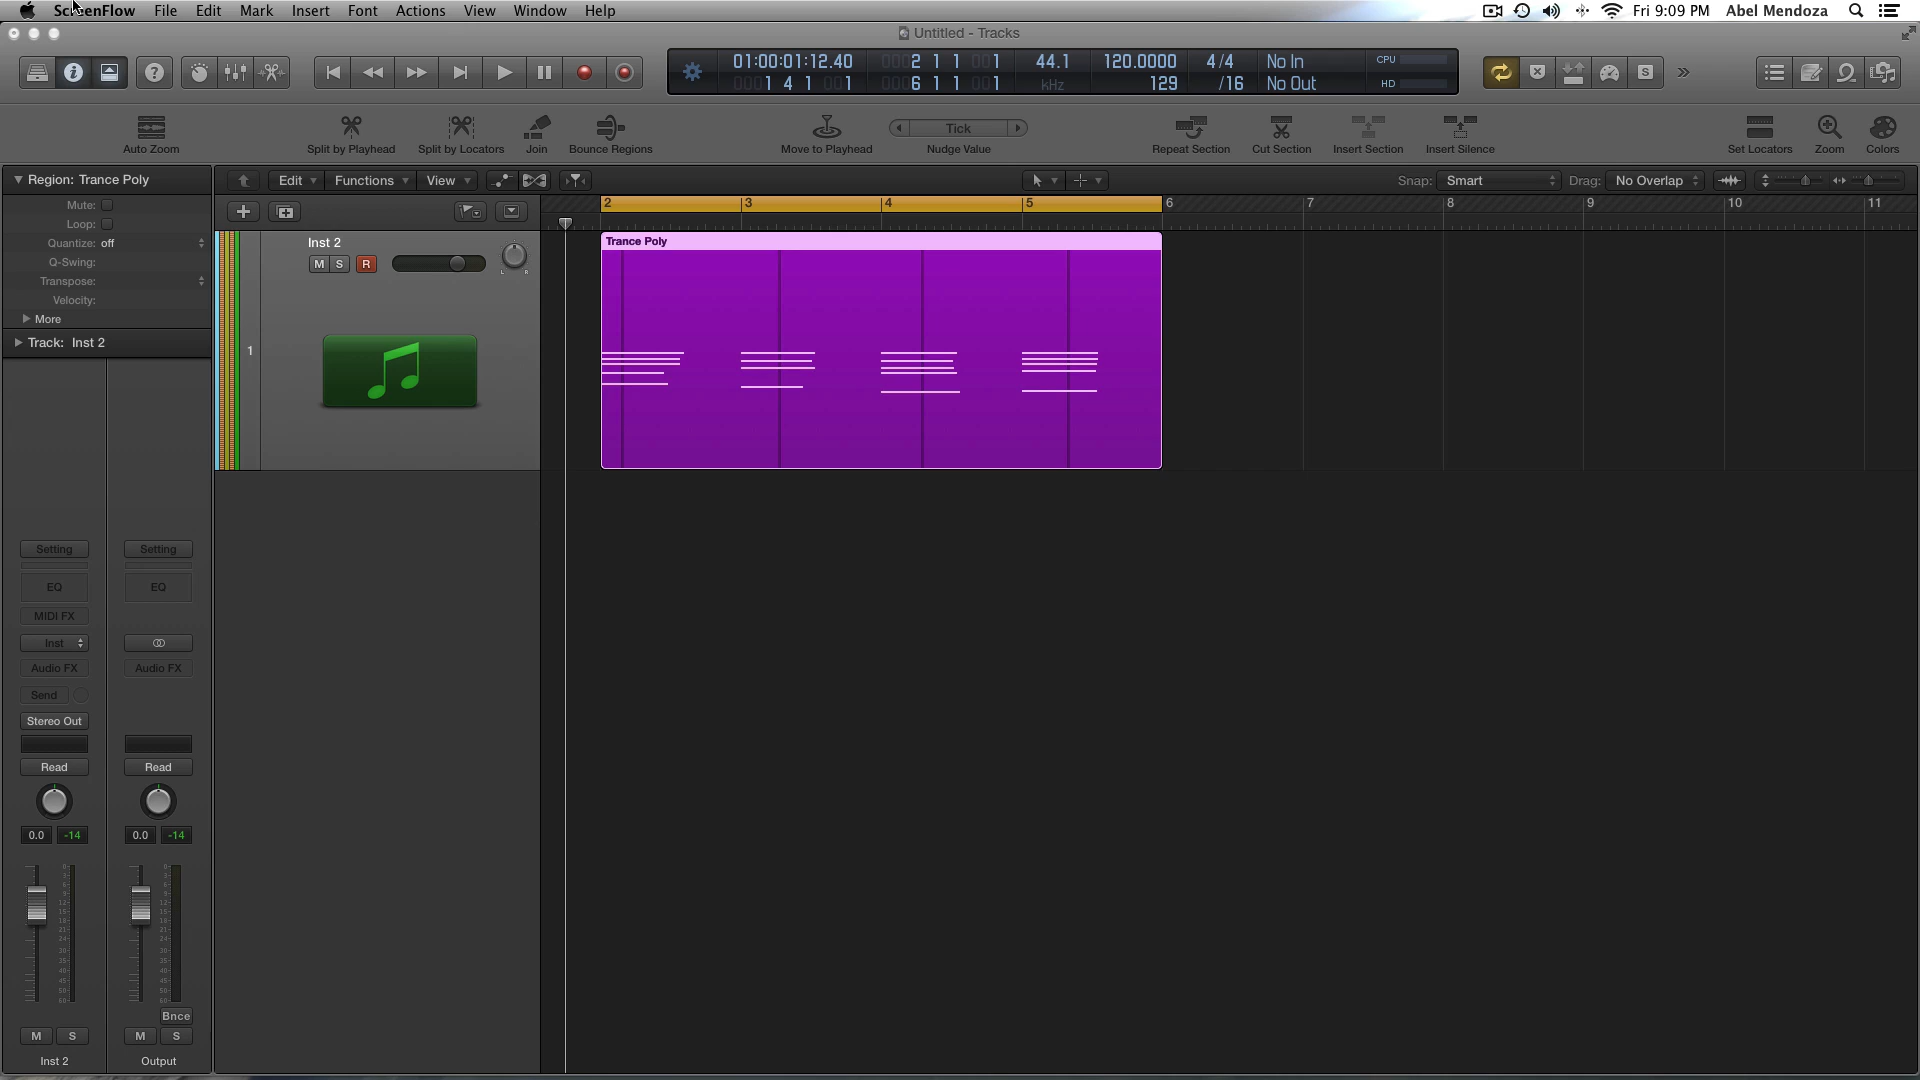 ScreenFlow File Edit Mark Insert Font Actions View Window Help Fri 9:09 PM Abel Mendoza
Untitled - Tracks
01:00:01:12.40 0002 1 1 001 44.1 120.0000 4/4 No In CPU
0001 4 1 001 0006 1 1 001 kHz 129 /16 No Out HD
S
Tick
Auto Zoom Split by Playhead Split by Locators Join Bounce Regions Move to Playhead Nudge Value Repeat Section Cut Section Insert Section Insert Silence Set Locators Zoom Colors
Region: Trance Poly Edit Functions View Snap: Smart Drag: No Overlap
Mute:
Loop:
Quantize: off
Q-Swing:
Transpose:
Velocity:
More
Track: Inst 2
2 3 4 5 6 7 8 9 10 11
Inst 2
M S R
L R
1
Trance Poly
Setting Setting
EQ EQ
MIDI FX
Inst
Audio FX Audio FX
Send
Stereo Out
Read Read
0.0 -14 0.0 -14
Bnce
M S M S
Inst 2 Output